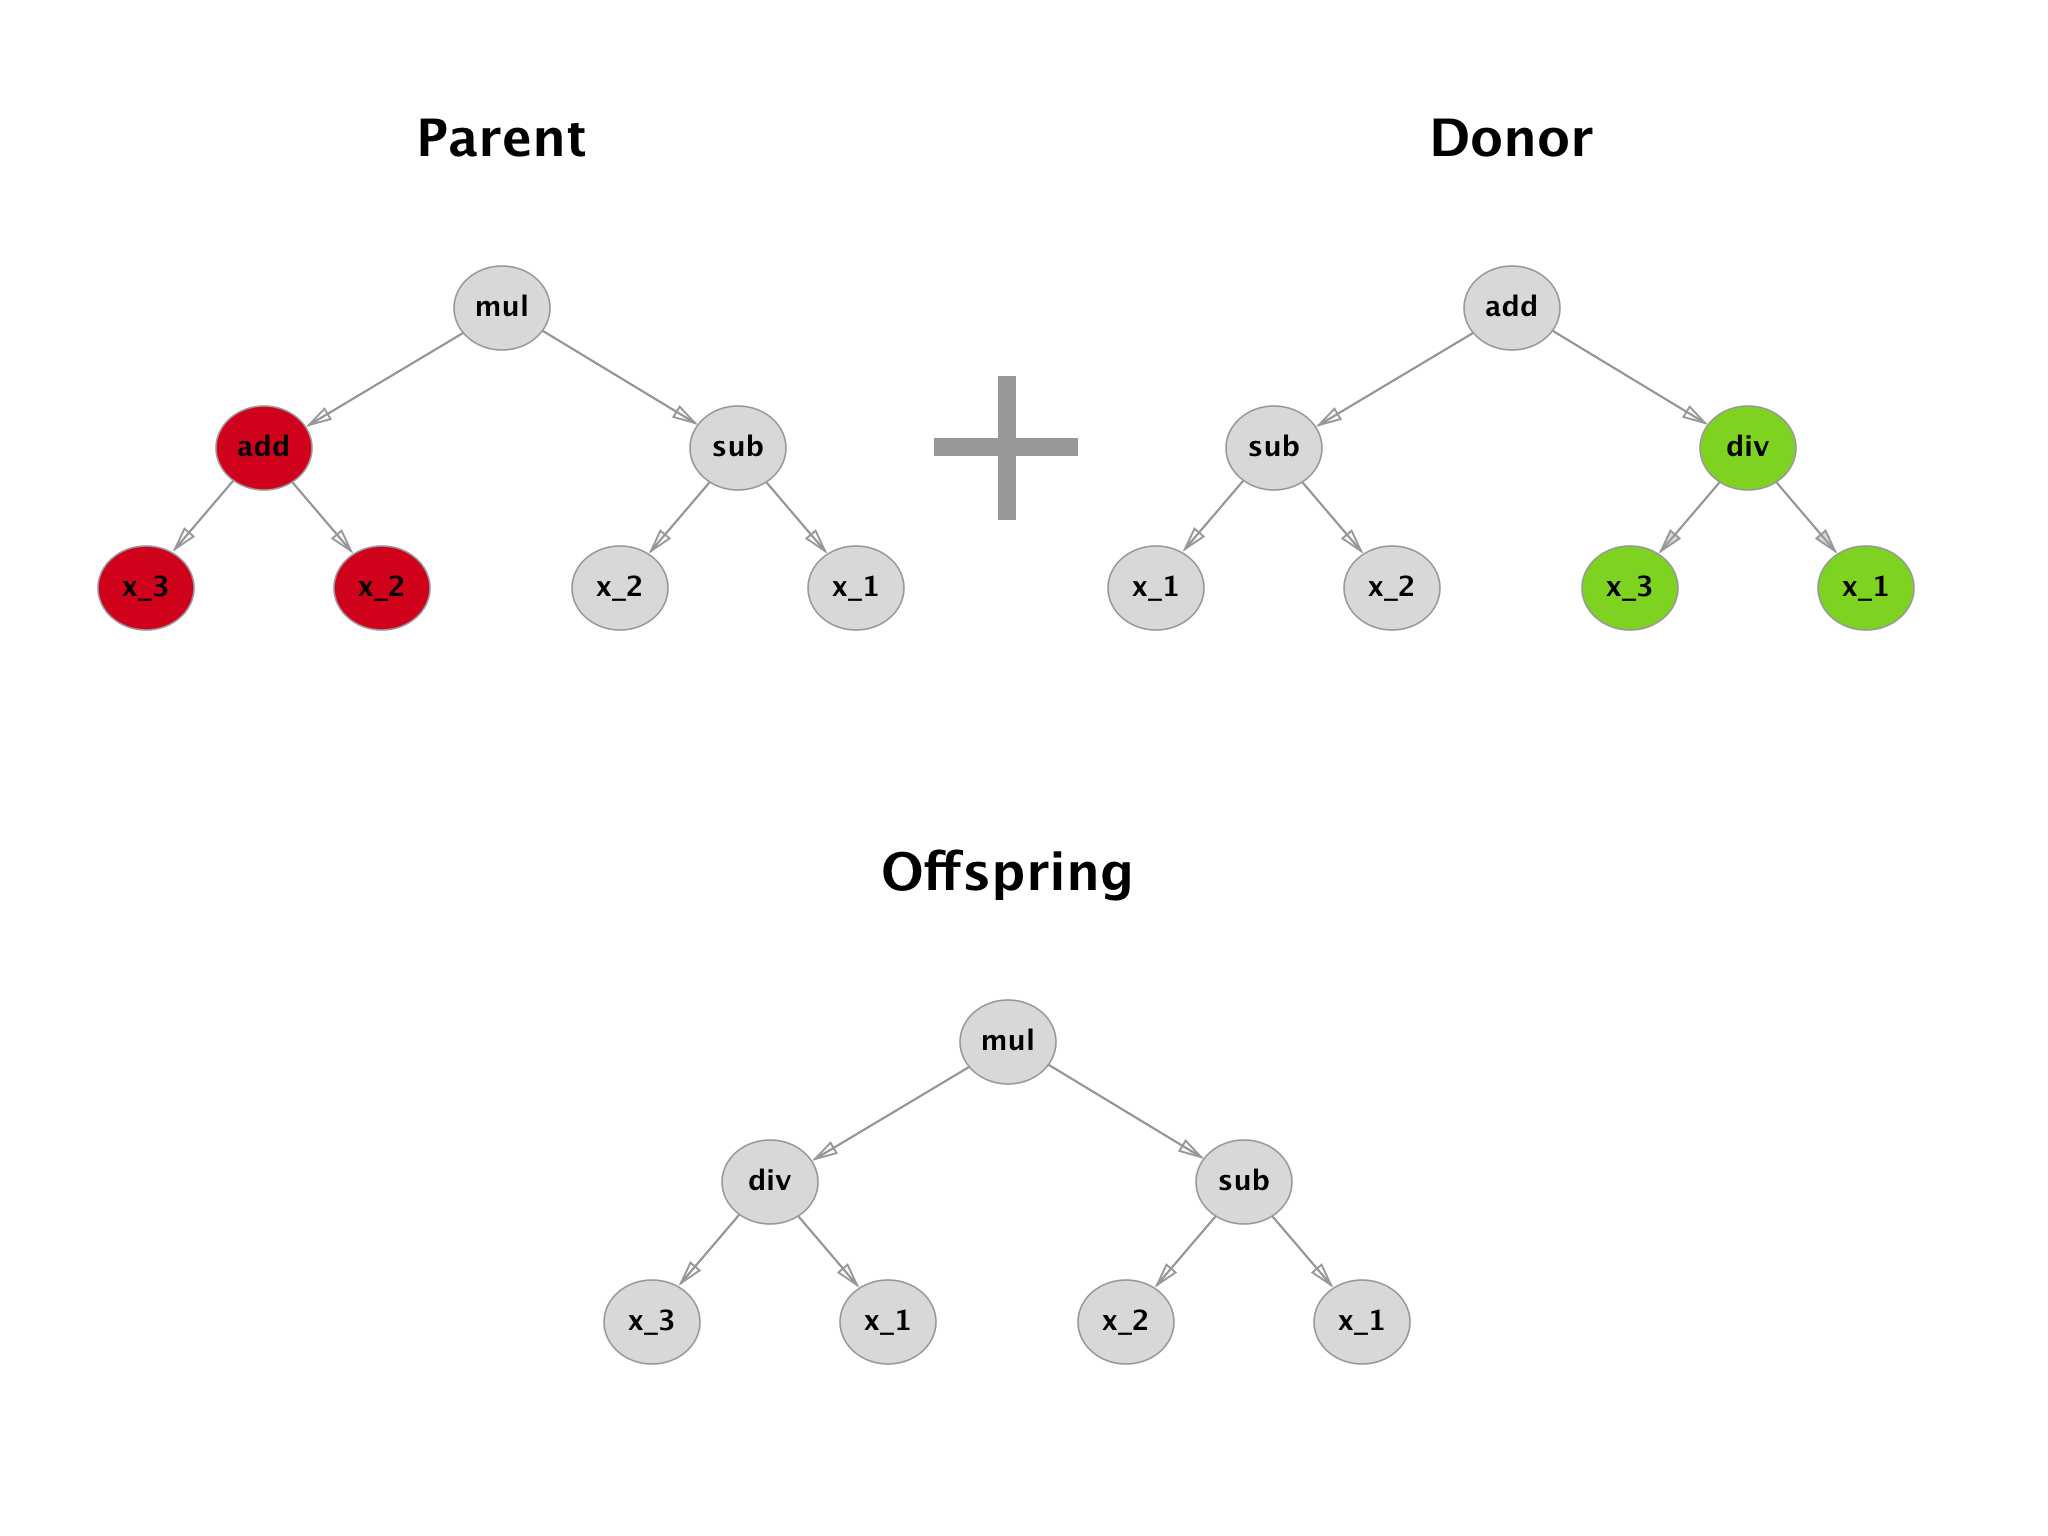 Parent
Donor
mul
add
add
sub
sub
div
x_3
x_2
x_2
x_1
x_1
x_2
x_3
x_1
Offspring
mul
div
sub
x_3
x_1
x_2
x_1